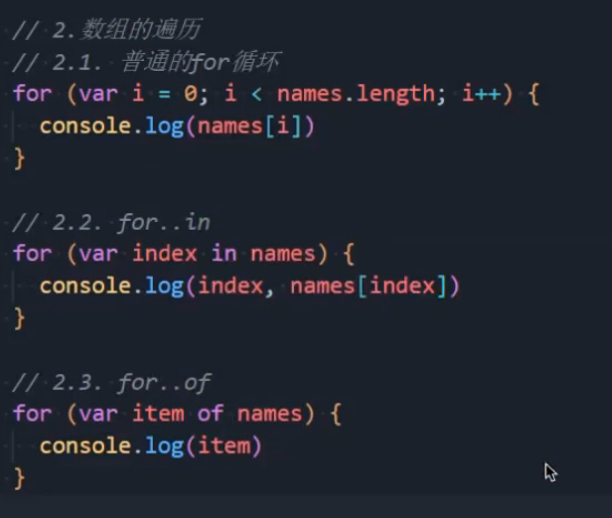 // 2.数组的遍历
// 2.1. 普通的for循环
for (var i = 0; i < names.length; i++) {
  console.log(names[i])
}
// 2.2. for..in
for (var index in names) {
  console.log(index, names[index])
}
// 2.3. for..of
for (var item of names) {
  console.log(item)
}